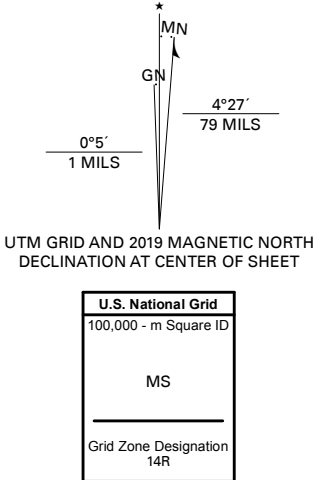 ★
MN
GN
4°27´
79 MILS
0°5´
1 MILS
UTM GRID AND 2019 MAGNETIC NORTH
DECLINATION AT CENTER OF SHEET
U.S. National Grid
100,000 - m Square ID
MS
Grid Zone Designation
14R